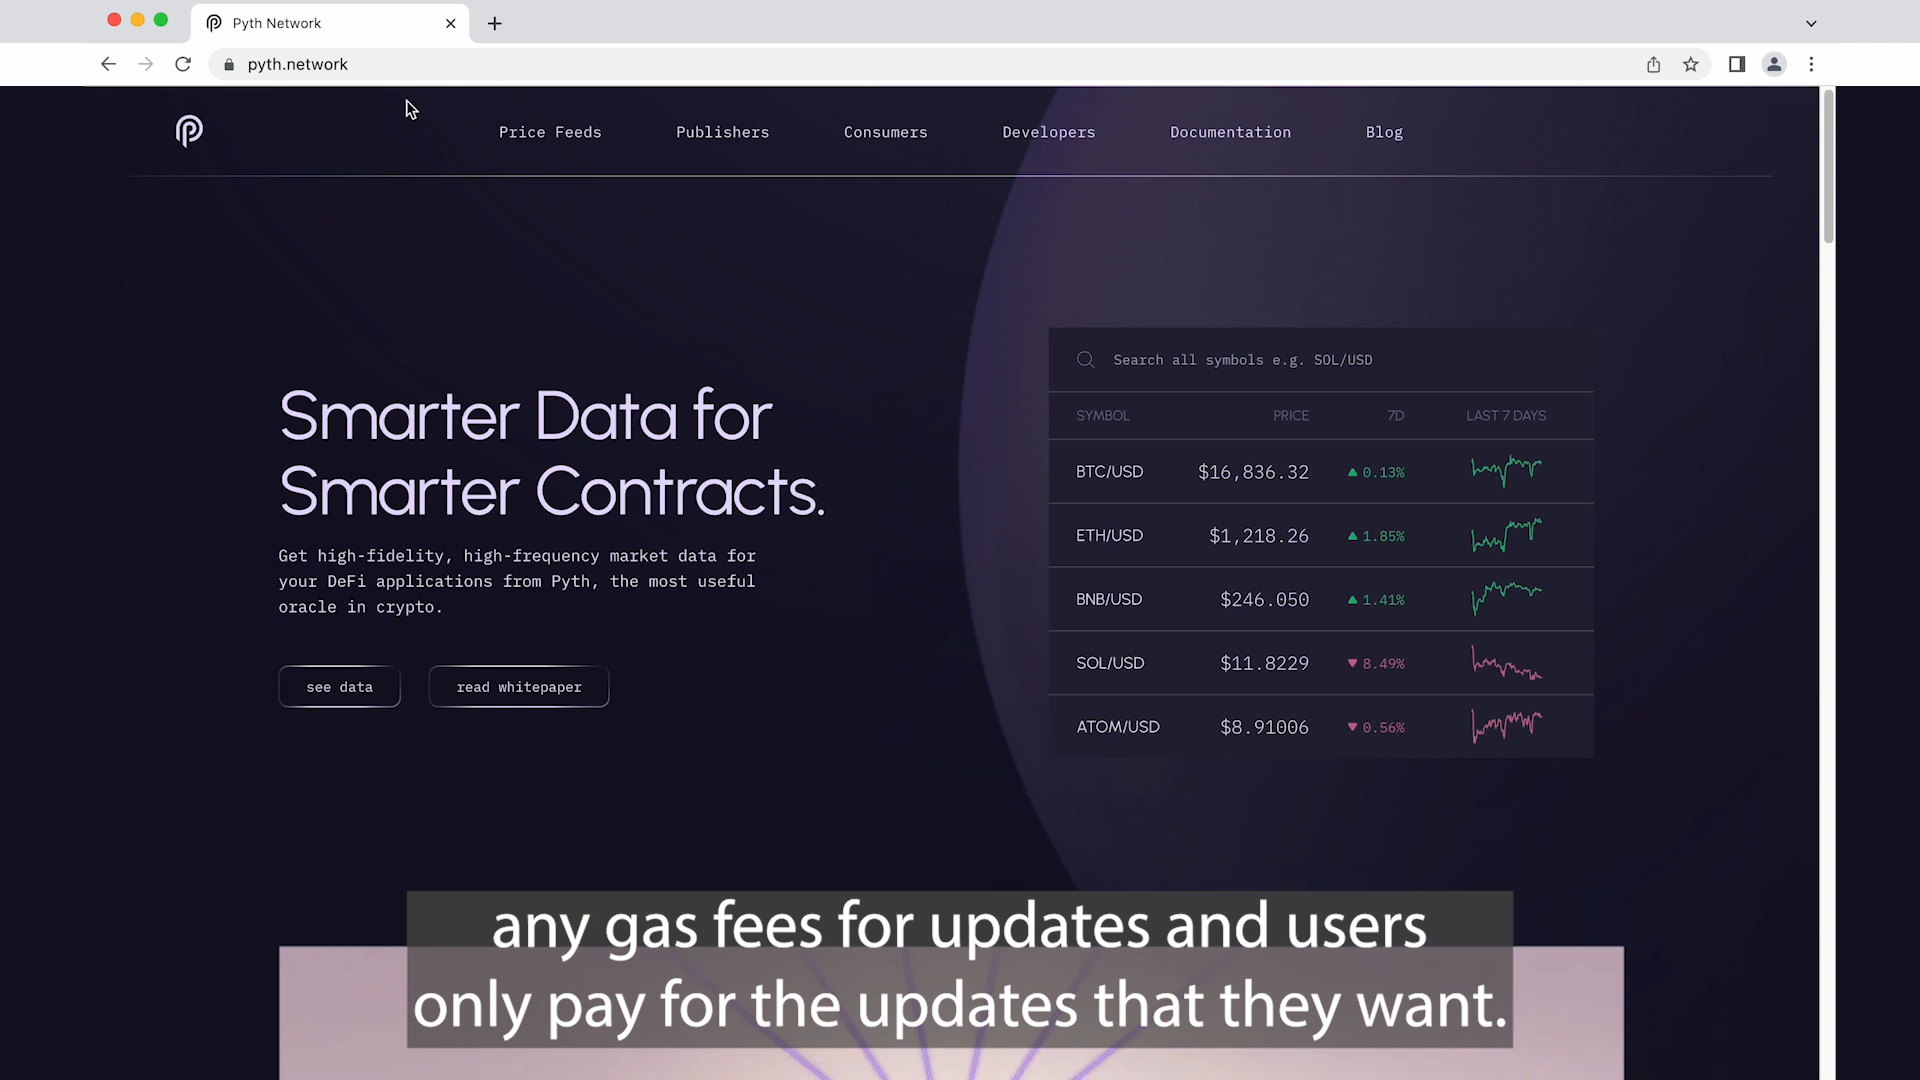 Pyth Network
pyth.network
Price Feeds
Publishers
Consumers
Developers
Documentation
Blog
Smarter Data for
Smarter Contracts.
Get high-fidelity, high-frequency market data for
your DeFi applications from Pyth, the most useful
oracle in crypto.
see data
read whitepaper
Search all symbols e.g. SOL/USD
SYMBOL PRICE 7D LAST 7 DAYS
BTC/USD $16,836.32 ▲ 0.13%
ETH/USD $1,218.26 ▲ 1.85%
BNB/USD $246.050 ▲ 1.41%
SOL/USD $11.8229 ▼ 8.49%
ATOM/USD $8.91006 ▼ 0.56%
any gas fees for updates and users
only pay for the updates that they want.